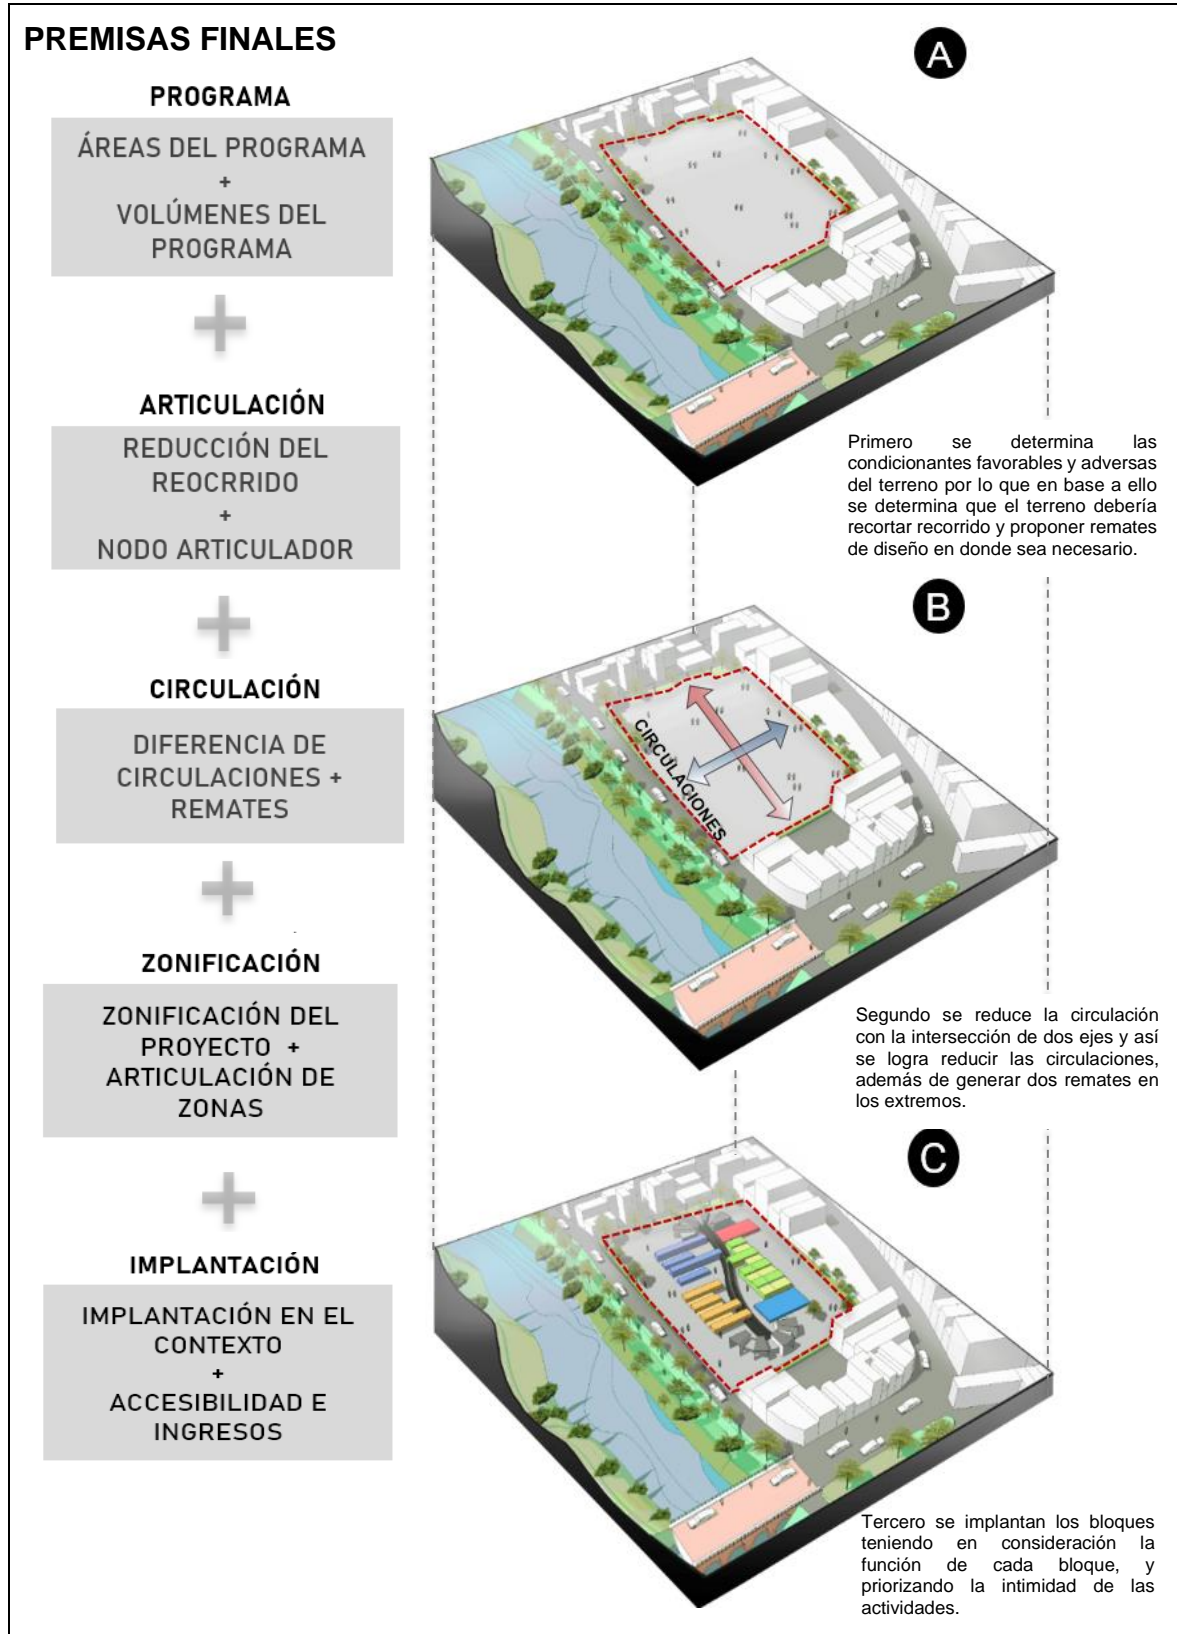 PREMISAS FINALES
PROGRAMA
ÁREAS DEL PROGRAMA
+
VOLÚMENES DEL
PROGRAMA
+
ARTICULACIÓN
REDUCCIÓN DEL
REOCRRIDO
+
NODO ARTICULADOR
+
CIRCULACIÓN
DIFERENCIA DE
CIRCULACIONES +
REMATES
+
ZONIFICACIÓN
ZONIFICACIÓN DEL
PROYECTO +
ARTICULACIÓN DE
ZONAS
+
IMPLANTACIÓN
IMPLANTACIÓN EN EL
CONTEXTO
+
ACCESIBILIDAD E
INGRESOS
A
Primero se determina las
condicionantes favorables y adversas
del terreno por lo que en base a ello
se determina que el terreno debería
recortar recorrido y proponer remates
de diseño en donde sea necesario.
B
CIRCULACIONES
Segundo se reduce la circulación
con la intersección de dos ejes y así
se logra reducir las circulaciones,
además de generar dos remates en
los extremos.
C
Tercero se implantan los bloques
teniendo en consideración la
función de cada bloque, y
priorizando la intimidad de las
actividades.